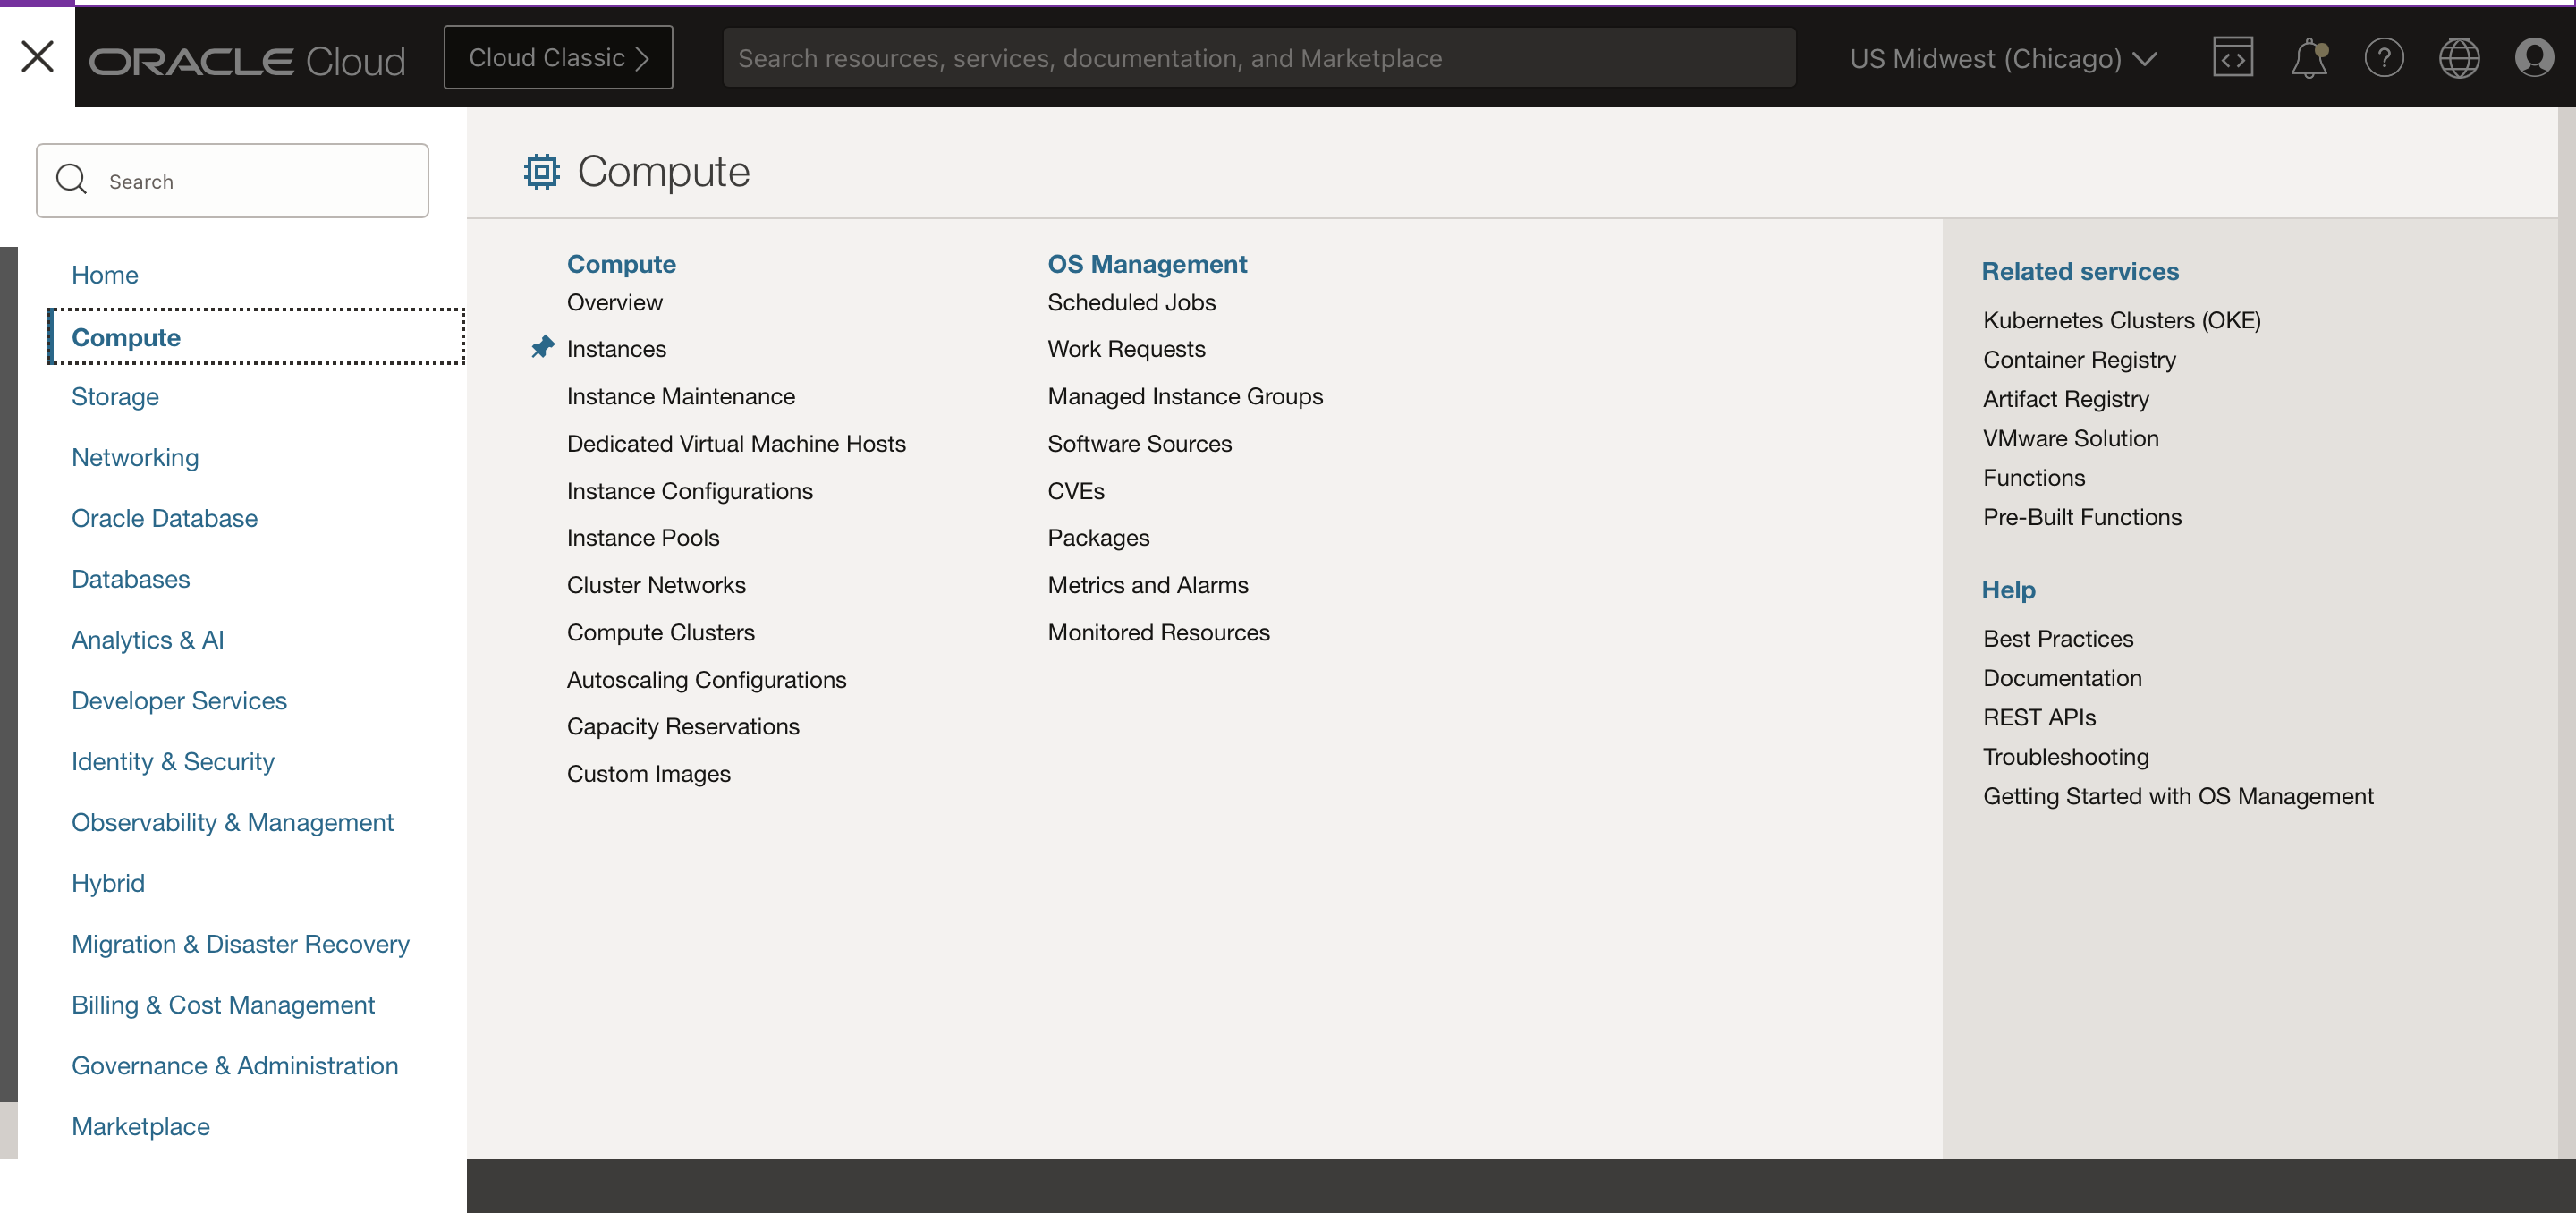 ORACLE Cloud
Cloud Classic
Search resources, services, documentation, and Marketplace
US Midwest (Chicago)
Search
Home
Compute
Storage
Networking
Oracle Database
Databases
Analytics & AI
Developer Services
Identity & Security
Observability & Management
Hybrid
Migration & Disaster Recovery
Billing & Cost Management
Governance & Administration
Marketplace
Compute
Compute
Overview
Instances
Instance Maintenance
Dedicated Virtual Machine Hosts
Instance Configurations
Instance Pools
Cluster Networks
Compute Clusters
Autoscaling Configurations
Capacity Reservations
Custom Images
OS Management
Scheduled Jobs
Work Requests
Managed Instance Groups
Software Sources
CVEs
Packages
Metrics and Alarms
Monitored Resources
Related services
Kubernetes Clusters (OKE)
Container Registry
Artifact Registry
VMware Solution
Functions
Pre-Built Functions
Help
Best Practices
Documentation
REST APIs
Troubleshooting
Getting Started with OS Management